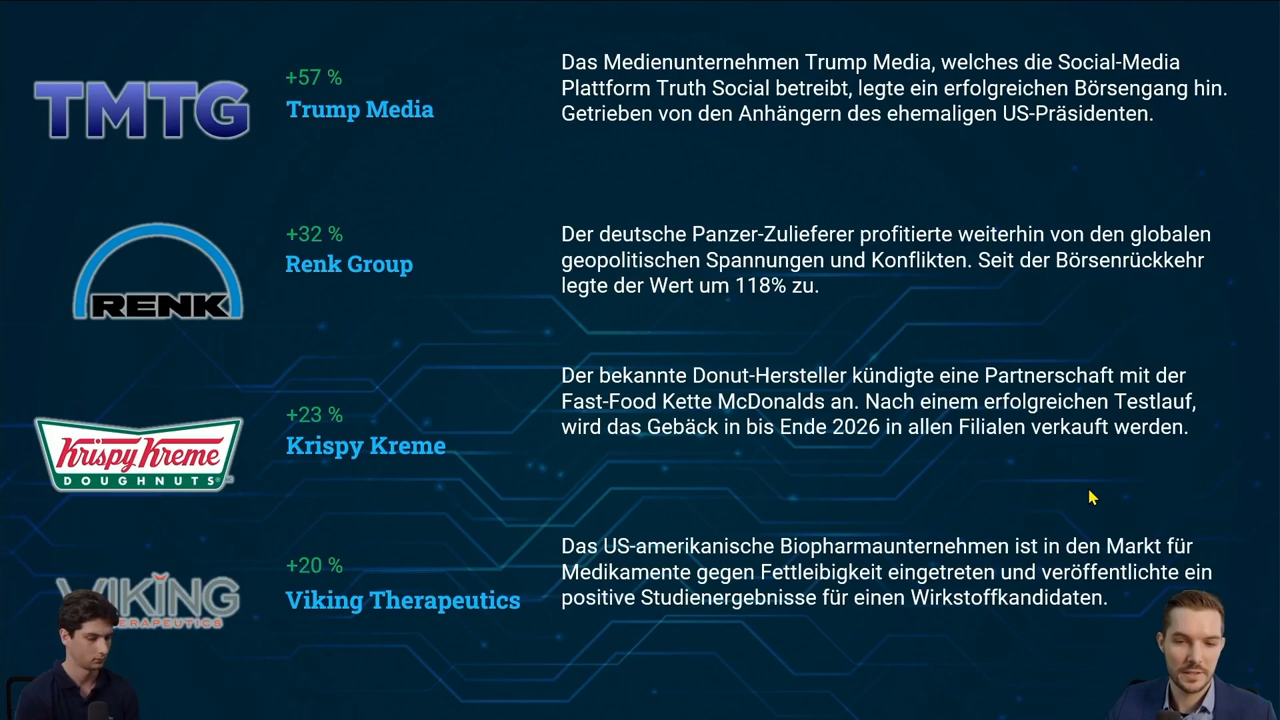 TMTG
+57 %
Trump Media
Das Medienunternehmen Trump Media, welches die Social-Media
Plattform Truth Social betreibt, legte ein erfolgreichen Börsengang hin.
Getrieben von den Anhängern des ehemaligen US-Präsidenten.
RENK
+32 %
Renk Group
Der deutsche Panzer-Zulieferer profitierte weiterhin von den globalen
geopolitischen Spannungen und Konflikten. Seit der Börsenrückkehr
legte der Wert um 118% zu.
Krispy Kreme
DOUGHNUTS
+23 %
Krispy Kreme
Der bekannte Donut-Hersteller kündigte eine Partnerschaft mit der
Fast-Food Kette McDonalds an. Nach einem erfolgreichen Testlauf,
wird das Gebäck in bis Ende 2026 in allen Filialen verkauft werden.
VIKING
ERAPEUTICS
+20 %
Viking Therapeutics
Das US-amerikanische Biopharmaunternehmen ist in den Markt für
Medikamente gegen Fettleibigkeit eingetreten und veröffentlichte ein
positive Studienergebnisse für einen Wirkstoffkandidaten.